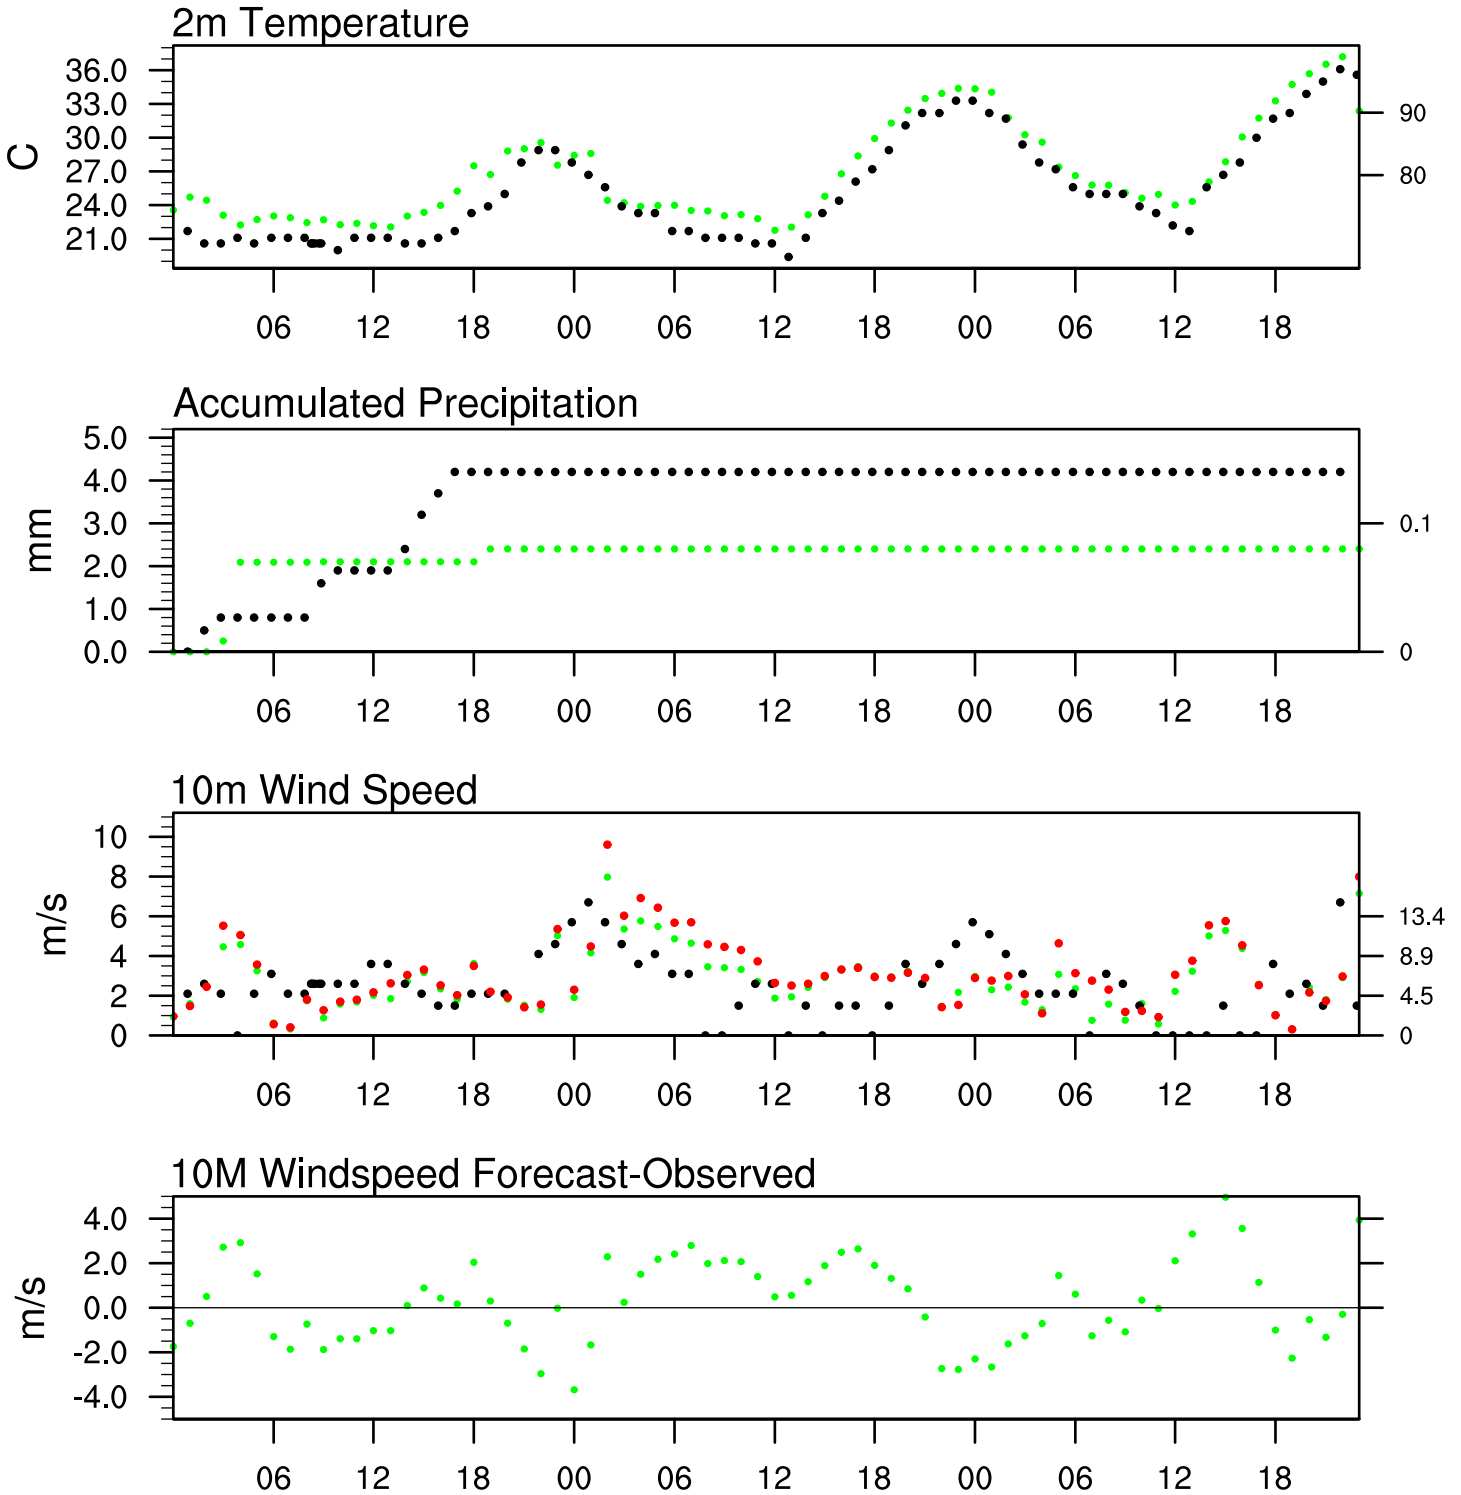 2m Temperature
36.0
33.0
30.0
27.0
24.0
21.0
C
90
80
06 12 18 00 06 12 18 00 06 12 18
Accumulated Precipitation
5.0
4.0
3.0
2.0
1.0
0.0
mm
0.1
0
06 12 18 00 06 12 18 00 06 12 18
10m Wind Speed
10
8
6
4
2
0
m/s
13.4
8.9
4.5
0
06 12 18 00 06 12 18 00 06 12 18
10M Windspeed Forecast-Observed
4.0
2.0
0.0
-2.0
-4.0
m/s
06 12 18 00 06 12 18 00 06 12 18